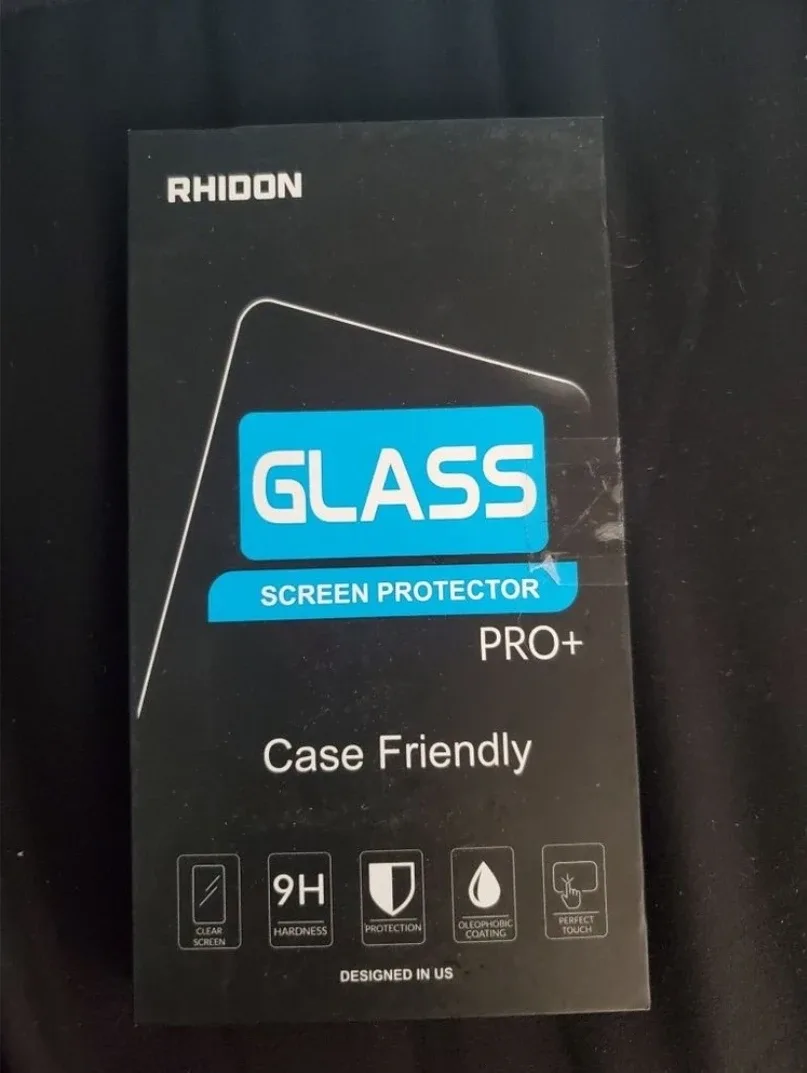 RHIDON
GLASS
SCREEN PROTECTOR
PRO+
Case Friendly
CLEAR
SCREEN
9H
HARDNESS
PROTECTION
OLEOPHOBIC
COATING
PERFECT
TOUCH
DESIGNED IN US